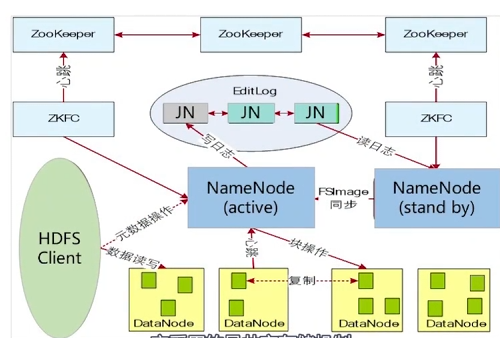 ZooKeeper
ZooKeeper
ZooKeeper
心跳
心跳
EditLog
JN
JN
JN
ZKFC
ZKFC
写日志
读日志
NameNode
(active)
FSImage
同步
NameNode
(stand by)
元数据操作
HDFS
Client
数据读写
心跳
块操作
复制
DataNode
DataNode
DataNode
DataNode